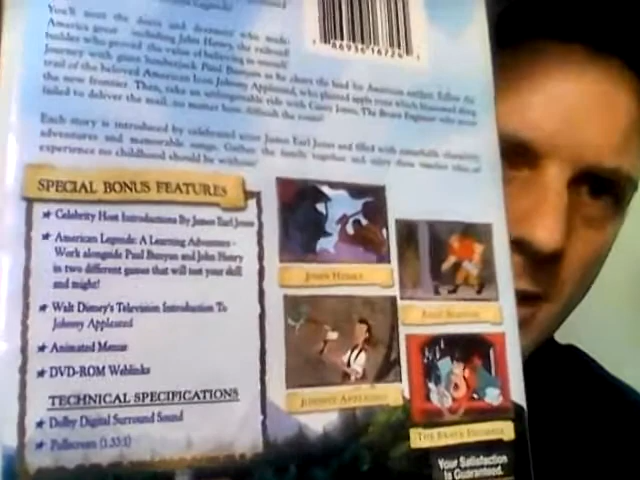 You'll meet the doers and dreamers who made
America great - including John Henry, the railroad
builder who proved the value of believing in oneself.
Journey with giant lumberjack Paul Bunyan as he clears the land for American settlers. Follow the
trail of the beloved American Icon Johnny Appleseed, who planted apple trees which blossomed along
the new frontier. Then, take an unforgettable ride with Casey Jones, The Brave Engineer who never
failed to deliver the mail, no matter how difficult the route!
Each story is introduced by celebrated actor James Earl Jones and filled with remarkable characters,
adventures and memorable songs. Gather the family together and enjoy these timeless tales, an
experience no childhood should be without!
SPECIAL BONUS FEATURES
Celebrity Host Introductions By James Earl Jones
American Legends: A Learning Adventure -
Work alongside Paul Bunyan and John Henry
in two different games that will test your skill
and might!
Walt Disney's Television Introduction To
Johnny Appleseed
Animated Menus
DVD-ROM Weblinks
TECHNICAL SPECIFICATIONS
Dolby Digital Surround Sound
Fullscreen (1.33:1)
JOHN HENRY
PAUL BUNYAN
JOHNNY APPLESEED
THE BRAVE ENGINEER
Your Satisfaction
Is Guaranteed.